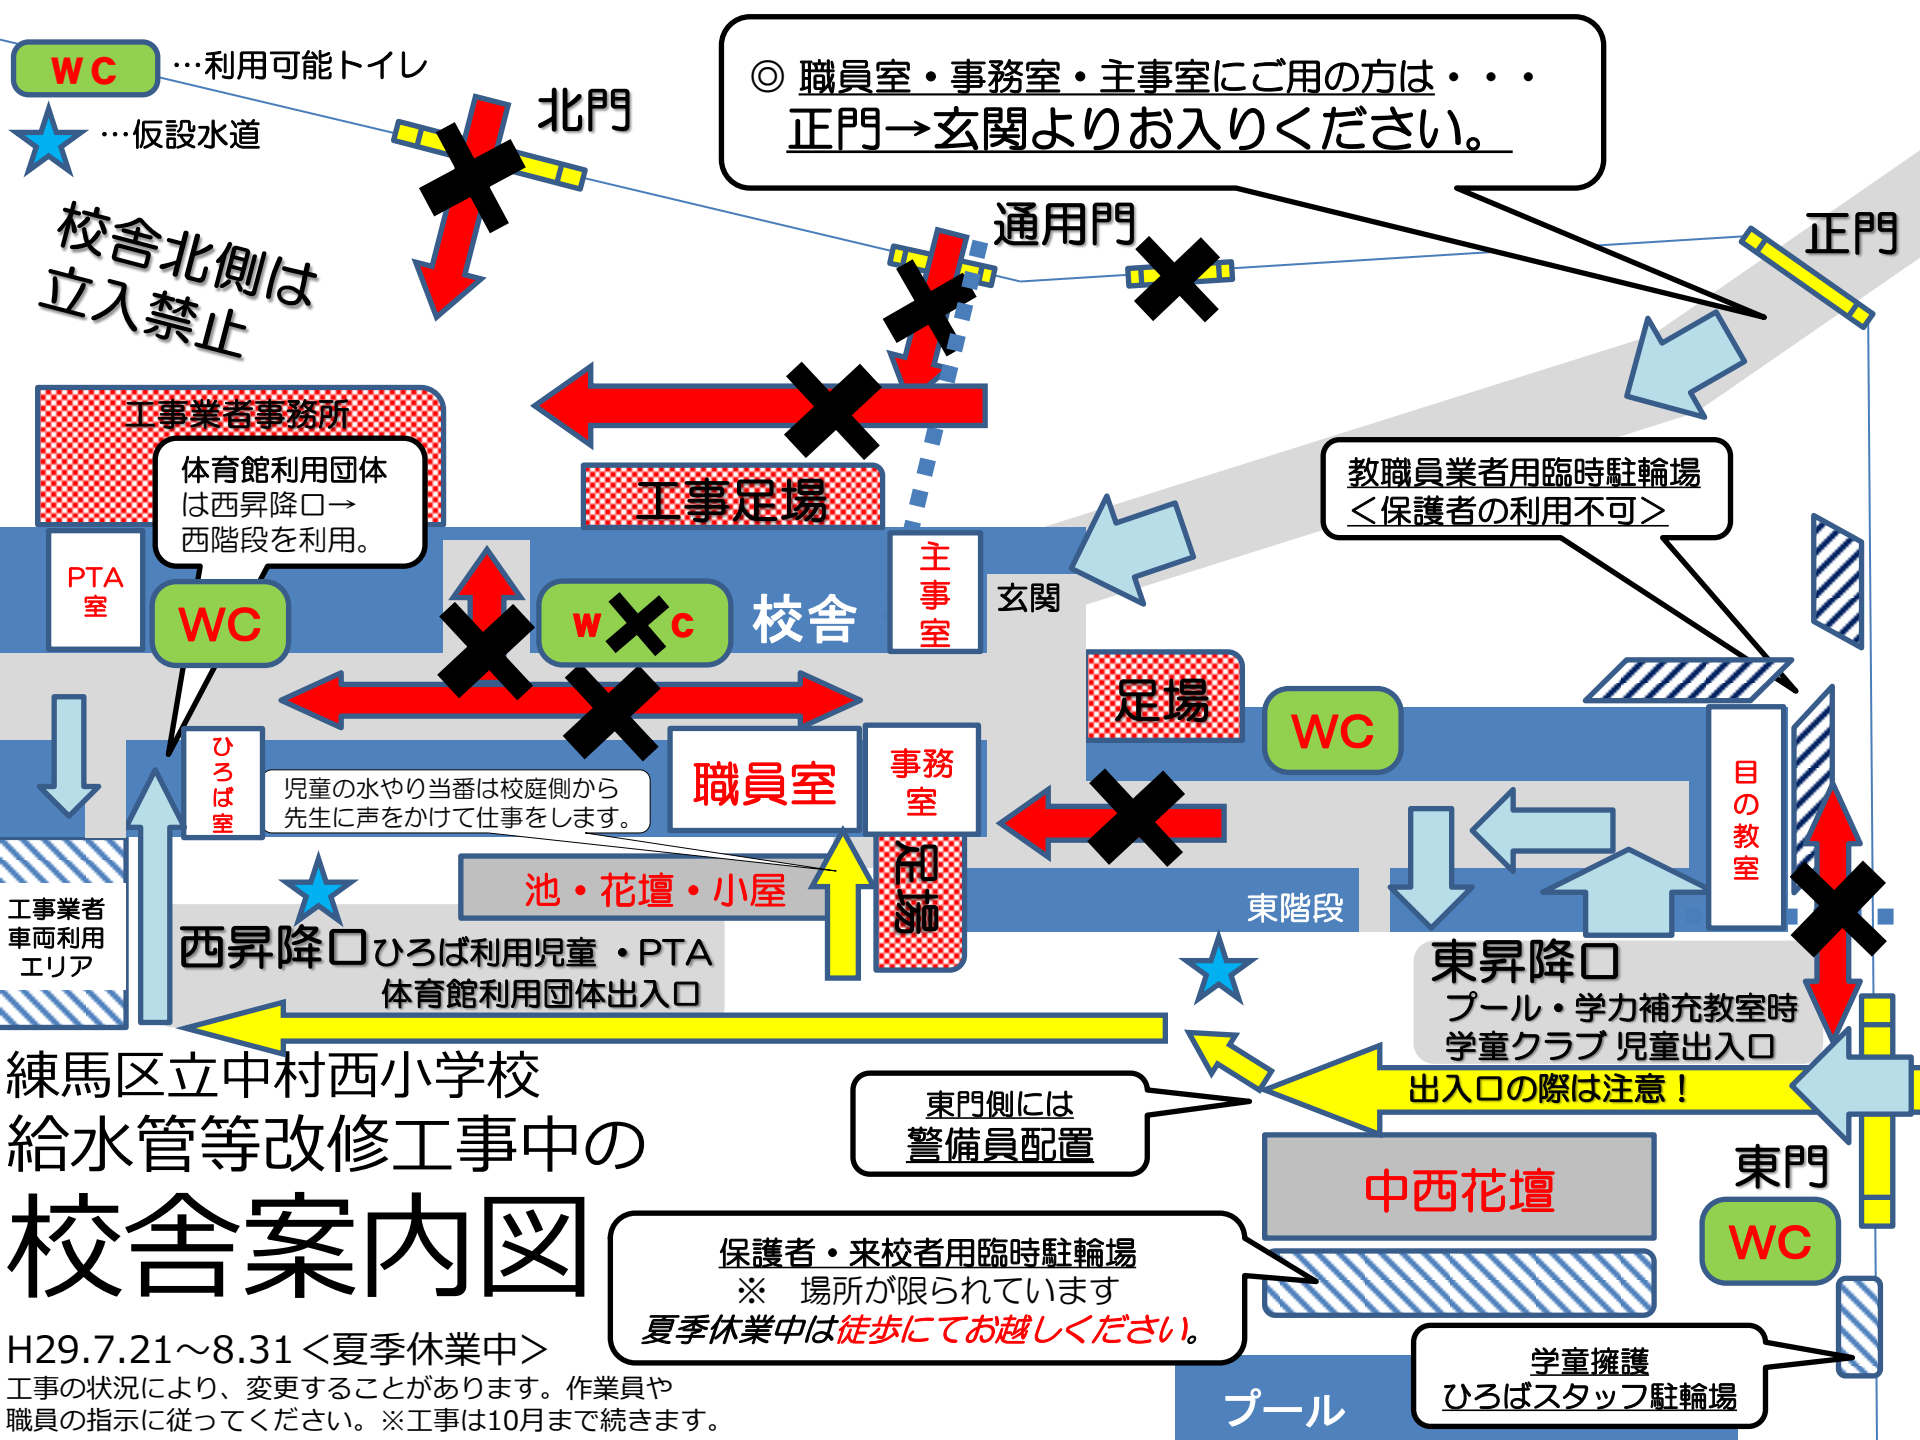 WC …利用可能トイレ
…仮設水道
北門
◎ 職員室・事務室・主事室にご用の方は・・・
正門→玄関よりお入りください。
校舎北側は
立入禁止
通用門
正門
工事業者事務所
体育館利用団体
は西昇降口→
西階段を利用。
工事足場
教職員業者用臨時駐輪場
<保護者の利用不可>
PTA
室
WC
WC
校舎
主事室
玄関
足場
WC
ひろば室
児童の水やり当番は校庭側から
先生に声をかけて仕事をします。
職員室
事務
室
目の教室
工事業者
車両利用
エリア
池・花壇・小屋
足場
東階段
西昇降口ひろば利用児童 ・PTA
体育館利用団体出入口
東昇降口
プール・学力補充教室時
学童クラブ 児童出入口
出入口の際は注意！
東門側には
警備員配置
東門
中西花壇
WC
練馬区立中村西小学校
給水管等改修工事中の
校舎案内図
保護者・来校者用臨時駐輪場
※　場所が限られています
夏季休業中は徒歩にてお越しください。
学童擁護
ひろばスタッフ駐輪場
プール
H29.7.21～8.31<夏季休業中>
工事の状況により、変更することがあります。作業員や
職員の指示に従ってください。※工事は10月まで続きます。